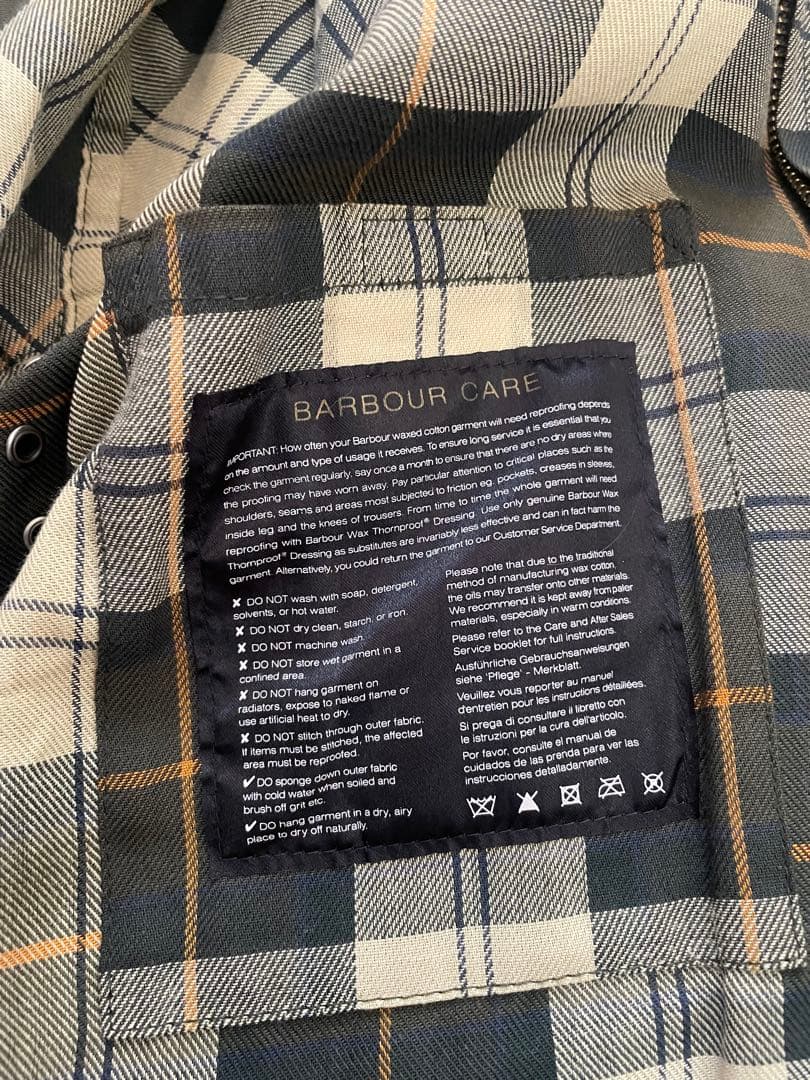 BARBOUR CARE
IMPORTANT: How often your Barbour waxed cotton garment will need reproofing depends
on the amount and type of usage it receives. To ensure long service it is essential that you
check the garment regularly, say once a month to ensure that there are no dry areas where
the proofing may have worn away. Pay particular attention to critical places such as the
shoulders, seams and areas most subjected to friction eg. pockets, creases in sleeves,
inside leg and the knees of trousers. From time to time the whole garment will need
reproofing with Barbour Wax Thornproof® Dressing. Use only genuine Barbour Wax
Thornproof® Dressing as substitutes are invariably less effective and can in fact harm the
garment. Alternatively, you could return the garment to our Customer Service Department.
✘ DO NOT wash with soap, detergent,
solvents, or hot water.
✘ DO NOT dry clean, starch, or iron.
✘ DO NOT machine wash.
✘ DO NOT store wet garment in a
confined area.
✘ DO NOT hang garment on
radiators, expose to naked flame or
use artificial heat to dry.
✘ DO NOT stitch through outer fabric.
If items must be stitched, the affected
area must be reproofed.
✔ DO sponge down outer fabric
with cold water when soiled and
brush off grit etc.
✔ DO hang garment in a dry, airy
place to dry off naturally.
Please note that due to the traditional
method of manufacturing wax cotton,
the oils may transfer onto other materials.
We recommend it is kept away from paler
materials, especially in warm conditions.
Please refer to the Care and After Sales
Service booklet for full instructions.
Ausführliche Gebrauchsanweisungen
siehe 'Pflege' - Merkblatt.
Veuillez vous reporter au manuel
d'entretien pour les instructions détaillées.
Si prega di consultare il libretto con
le istruzioni per la cura dell'articolo.
Por favor, consulte el manual de
cuidados de las prenda para ver las
instrucciones detalladamente.